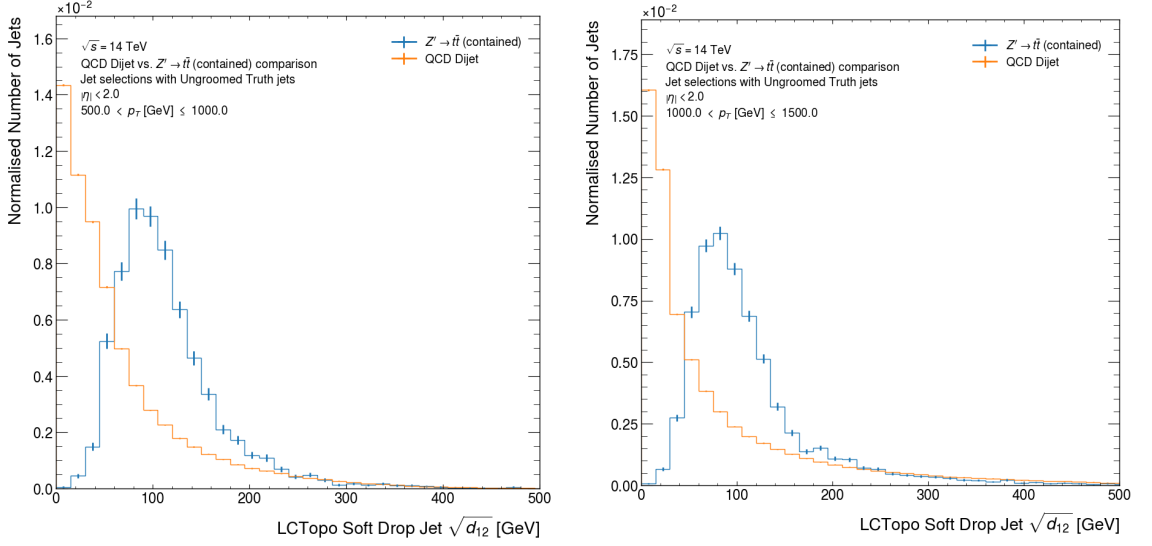 ×10⁻²
1.6
1.4
1.2
1.0
0.8
0.6
0.4
0.2
0.0
Normalised Number of Jets
√s = 14 TeV
QCD Dijet vs. Z′ → tt̄ (contained) comparison
Jet selections with Ungroomed Truth jets
|η| < 2.0
500.0 < p_T [GeV] ≤ 1000.0
Z′ → tt̄ (contained)
QCD Dijet
0 100 200 300 400 500
LCTopo Soft Drop Jet √d₁₂ [GeV]
×10⁻²
1.75
1.50
1.25
1.00
0.75
0.50
0.25
0.00
Normalised Number of Jets
√s = 14 TeV
QCD Dijet vs. Z′ → tt̄ (contained) comparison
Jet selections with Ungroomed Truth jets
|η| < 2.0
1000.0 < p_T [GeV] ≤ 1500.0
Z′ → tt̄ (contained)
QCD Dijet
0 100 200 300 400 500
LCTopo Soft Drop Jet √d₁₂ [GeV]